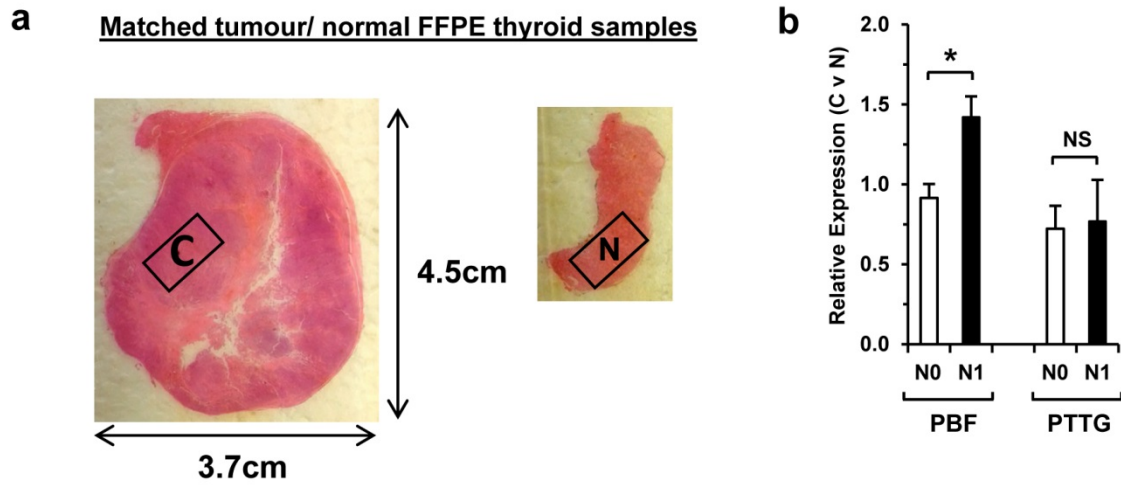 a
Matched tumour/ normal FFPE thyroid samples
C
N
4.5cm
3.7cm
b
Relative Expression (C v N)
2.0
1.5
1.0
0.5
0.0
*
NS
N0 N1 N0 N1
PBF PTTG